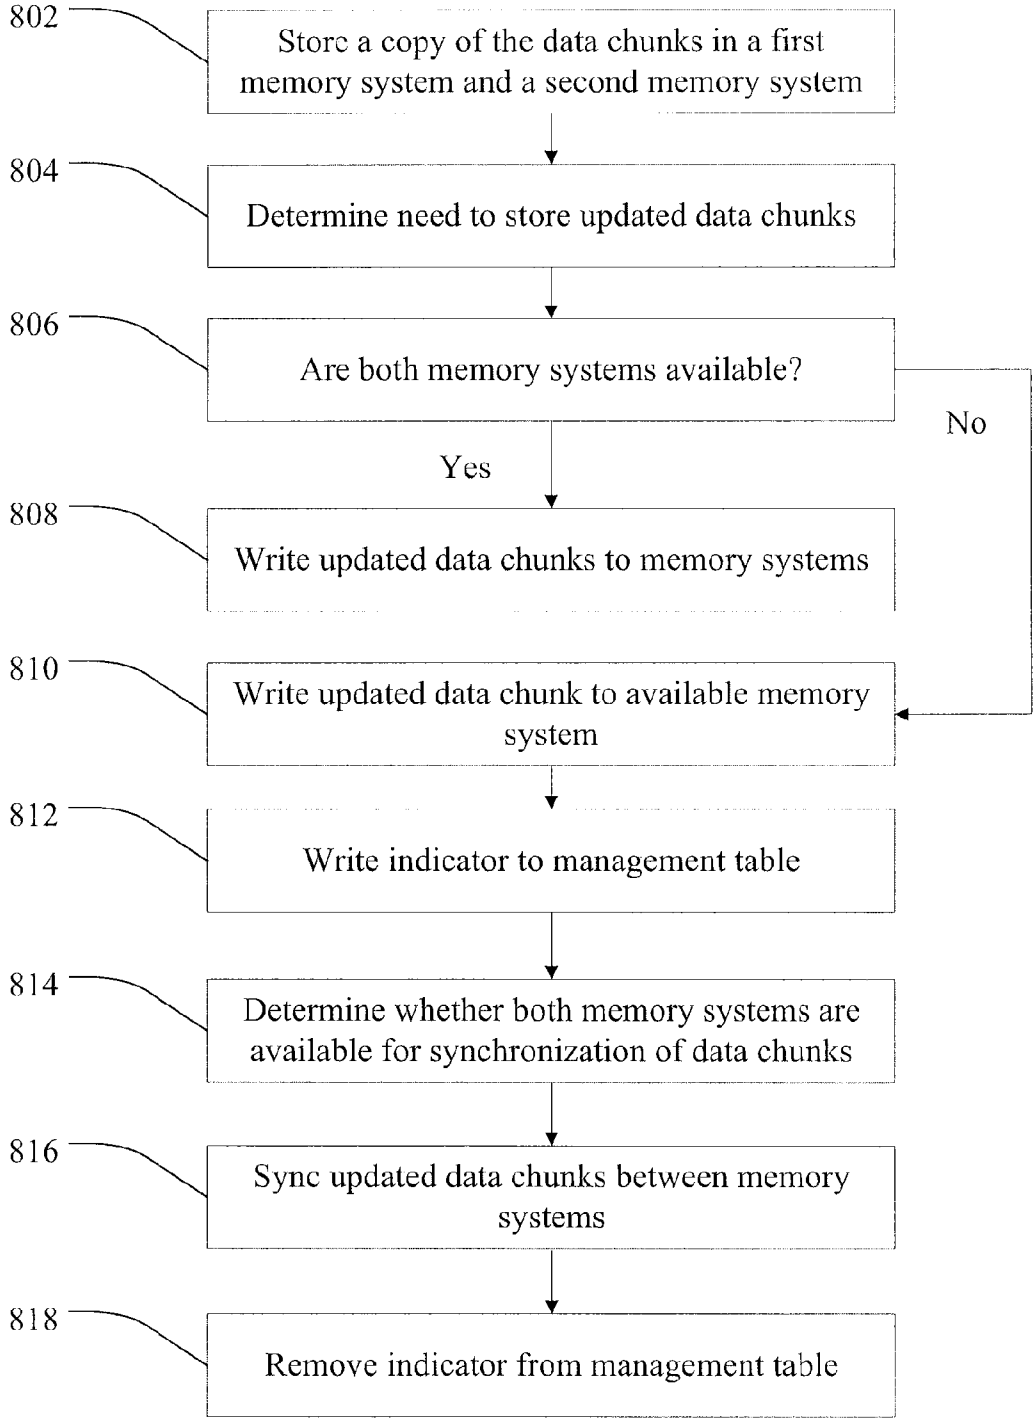 802
Store a copy of the data chunks in a first
memory system and a second memory system
804
Determine need to store updated data chunks
806
Are both memory systems available?
No
Yes
808
Write updated data chunks to memory systems
810
Write updated data chunk to available memory
system
812
Write indicator to management table
814
Determine whether both memory systems are
available for synchronization of data chunks
816
Sync updated data chunks between memory
systems
818
Remove indicator from management table